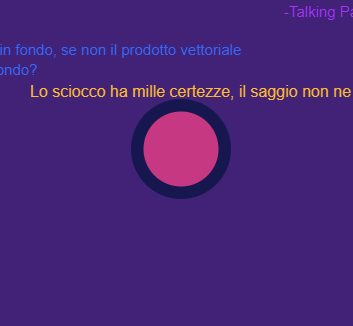 -Talking Pa
in fondo, se non il prodotto vettoriale
ondo?
Lo sciocco ha mille certezze, il saggio non ne